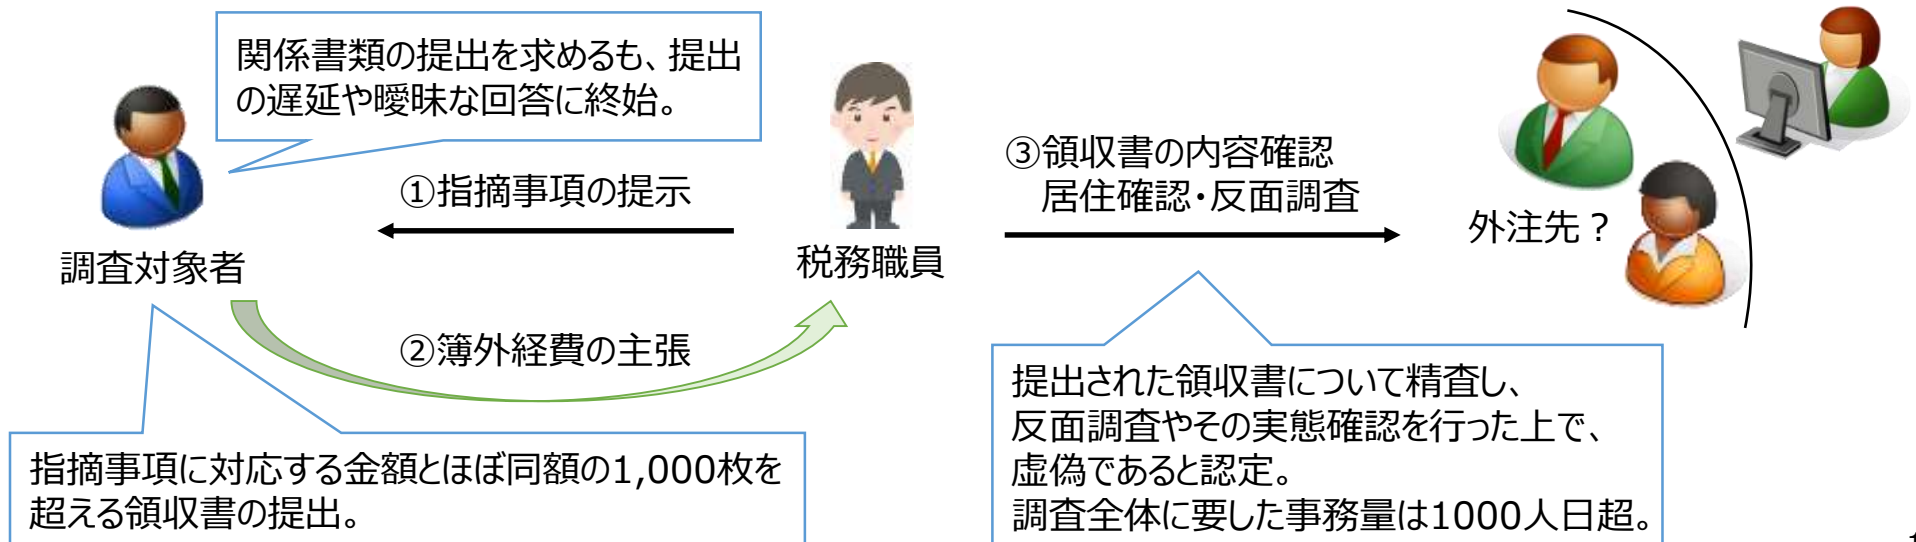 関係書類の提出を求めるも、提出
の遅延や曖昧な回答に終始。
①指摘事項の提示
調査対象者
税務職員
③領収書の内容確認
居住確認・反面調査
外注先？
②簿外経費の主張
指摘事項に対応する金額とほぼ同額の1,000枚を
超える領収書の提出。
提出された領収書について精査し、
反面調査やその実態確認を行った上で、
虚偽であると認定。
調査全体に要した事務量は1000人日超。